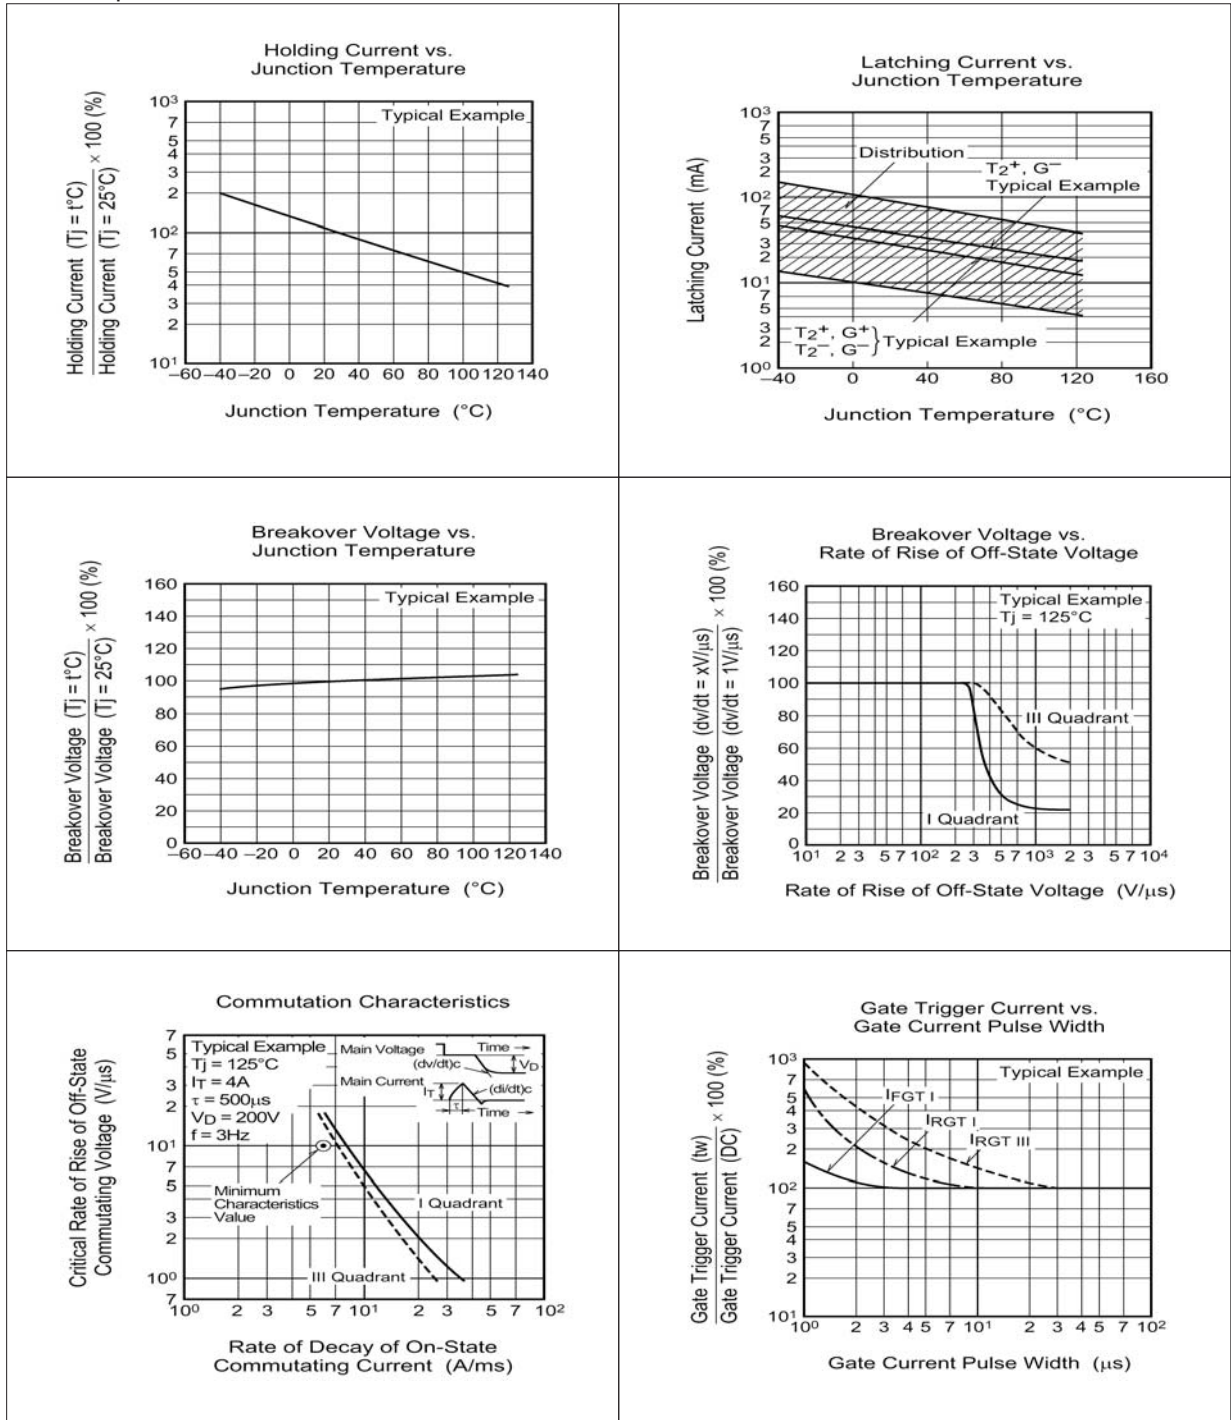 Holding Current vs.
Junction Temperature
Holding Current (Tj = t°C)
Holding Current (Tj = 25°C)
× 100 (%)
Typical Example
10³
7
5
4
3
2
10²
7
5
4
3
2
10¹
–60 –40 –20 0 20 40 60 80 100 120 140
Junction Temperature (°C)
Latching Current vs.
Junction Temperature
Latching Current (mA)
10³
7
5
3
2
10²
7
5
3
2
10¹
7
5
3
2
10⁰
Distribution
T₂⁺, G⁻
Typical Example
T₂⁺, G⁺
T₂⁻, G⁻
} Typical Example
–40 0 40 80 120 160
Junction Temperature (°C)
Breakover Voltage vs.
Junction Temperature
Breakover Voltage (Tj = t°C)
Breakover Voltage (Tj = 25°C)
× 100 (%)
Typical Example
160
140
120
100
80
60
40
20
0
–60 –40 –20 0 20 40 60 80 100 120 140
Junction Temperature (°C)
Breakover Voltage vs.
Rate of Rise of Off-State Voltage
Breakover Voltage (dv/dt = xV/μs)
Breakover Voltage (dv/dt = 1V/μs)
× 100 (%)
Typical Example
Tj = 125°C
160
140
120
100
80
60
40
20
0
III Quadrant
I Quadrant
10¹ 2 3 5 7 10² 2 3 5 7 10³ 2 3 5 7 10⁴
Rate of Rise of Off-State Voltage (V/μs)
Commutation Characteristics
Critical Rate of Rise of Off-State
Commutating Voltage (V/μs)
7
5
3
2
10¹
7
5
3
2
10⁰
7
Typical Example
Tj = 125°C
IT = 4A
τ = 500μs
VD = 200V
f = 3Hz
Main Voltage
Time
(dv/dt)c
VD
Main Current
IT
(di/dt)c
τ
Time
Minimum
Characteristics
Value
I Quadrant
III Quadrant
10⁰ 2 3 5 7 10¹ 2 3 5 7 10²
Rate of Decay of On-State
Commutating Current (A/ms)
Gate Trigger Current vs.
Gate Current Pulse Width
Gate Trigger Current (tw)
Gate Trigger Current (DC)
× 100 (%)
Typical Example
10³
7
5
4
3
2
10²
7
5
4
3
2
10¹
IFGT I
IRGT I
IRGT III
10⁰ 2 3 4 5 7 10¹ 2 3 4 5 7 10²
Gate Current Pulse Width (μs)